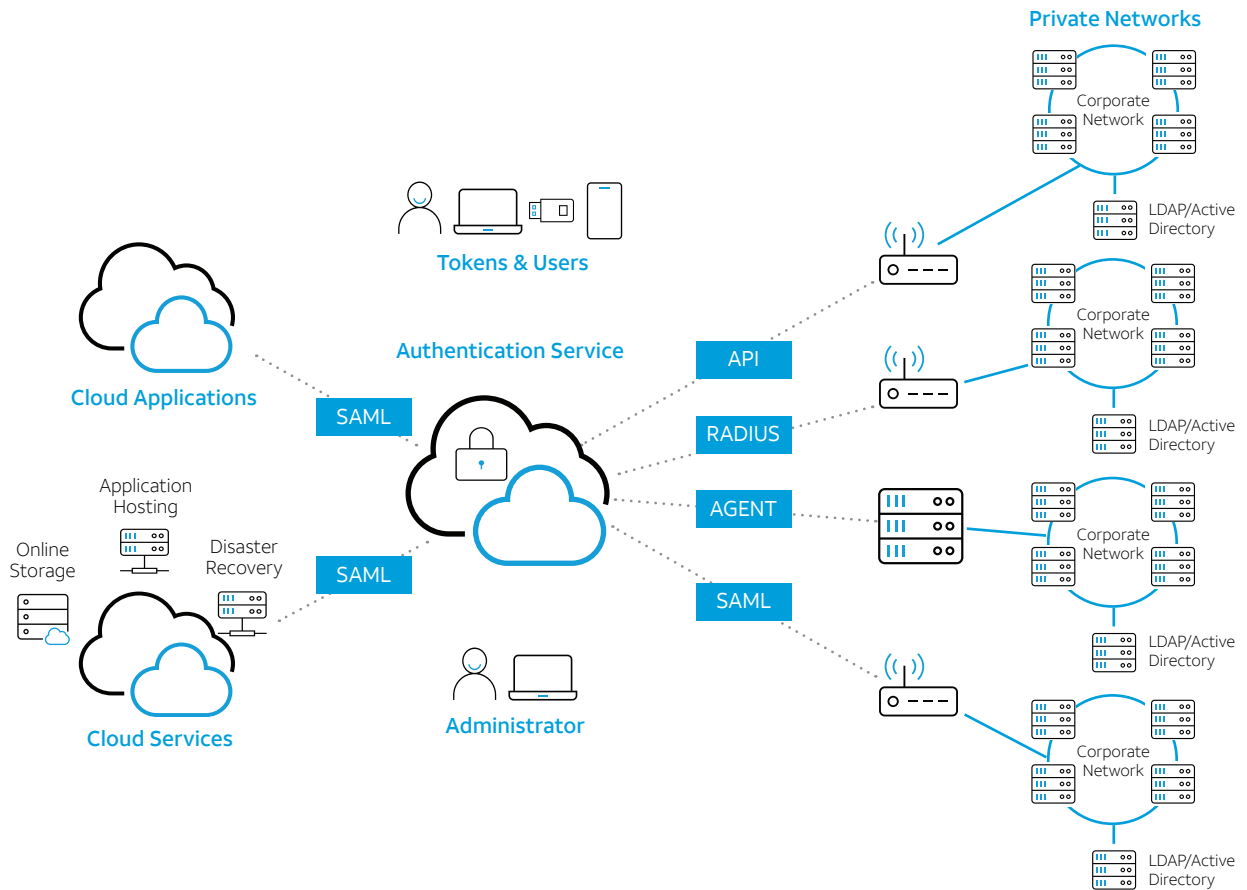 Private Networks
Corporate
Network
LDAP/Active
Directory
Tokens & Users
Authentication Service
Cloud Applications
SAML
API
RADIUS
AGENT
SAML
Corporate
Network
LDAP/Active
Directory
Application
Hosting
Online
Storage
Disaster
Recovery
SAML
Cloud Services
Administrator
Corporate
Network
LDAP/Active
Directory
Corporate
Network
LDAP/Active
Directory